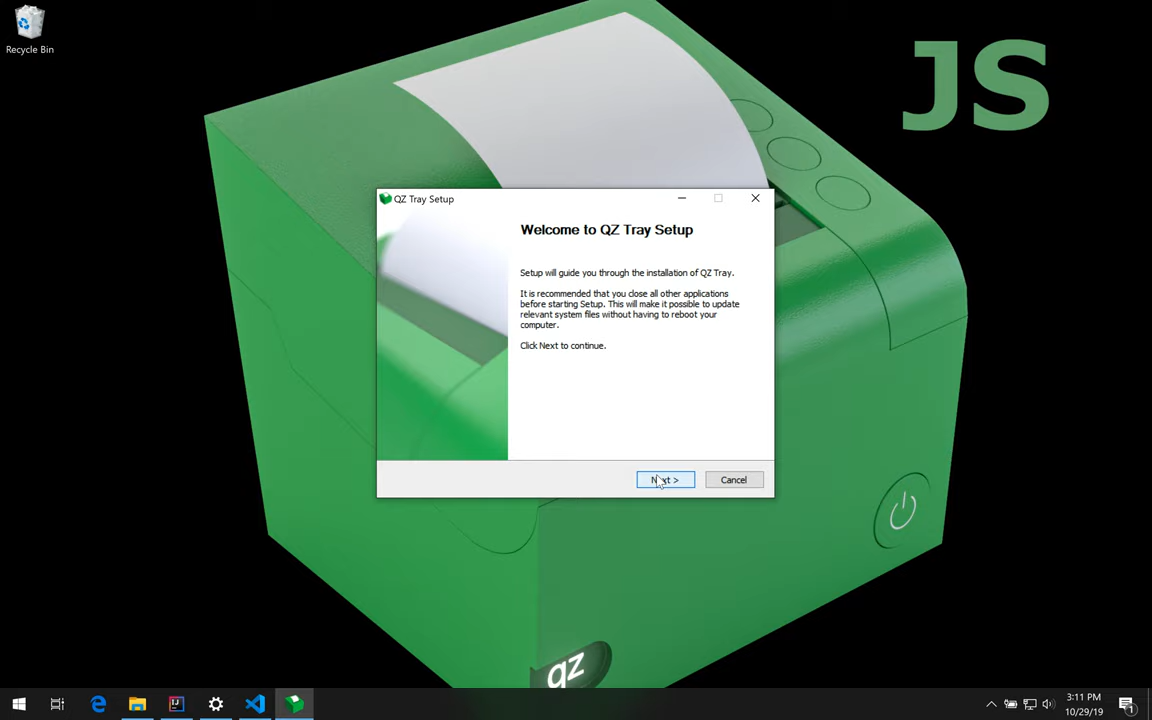 Recycle Bin
JS
QZ Tray Setup
Welcome to QZ Tray Setup
Setup will guide you through the installation of QZ Tray.
It is recommended that you close all other applications
before starting Setup. This will make it possible to update
relevant system files without having to reboot your
computer.
Click Next to continue.
Next >
Cancel
qz
3:11 PM
10/29/19
1